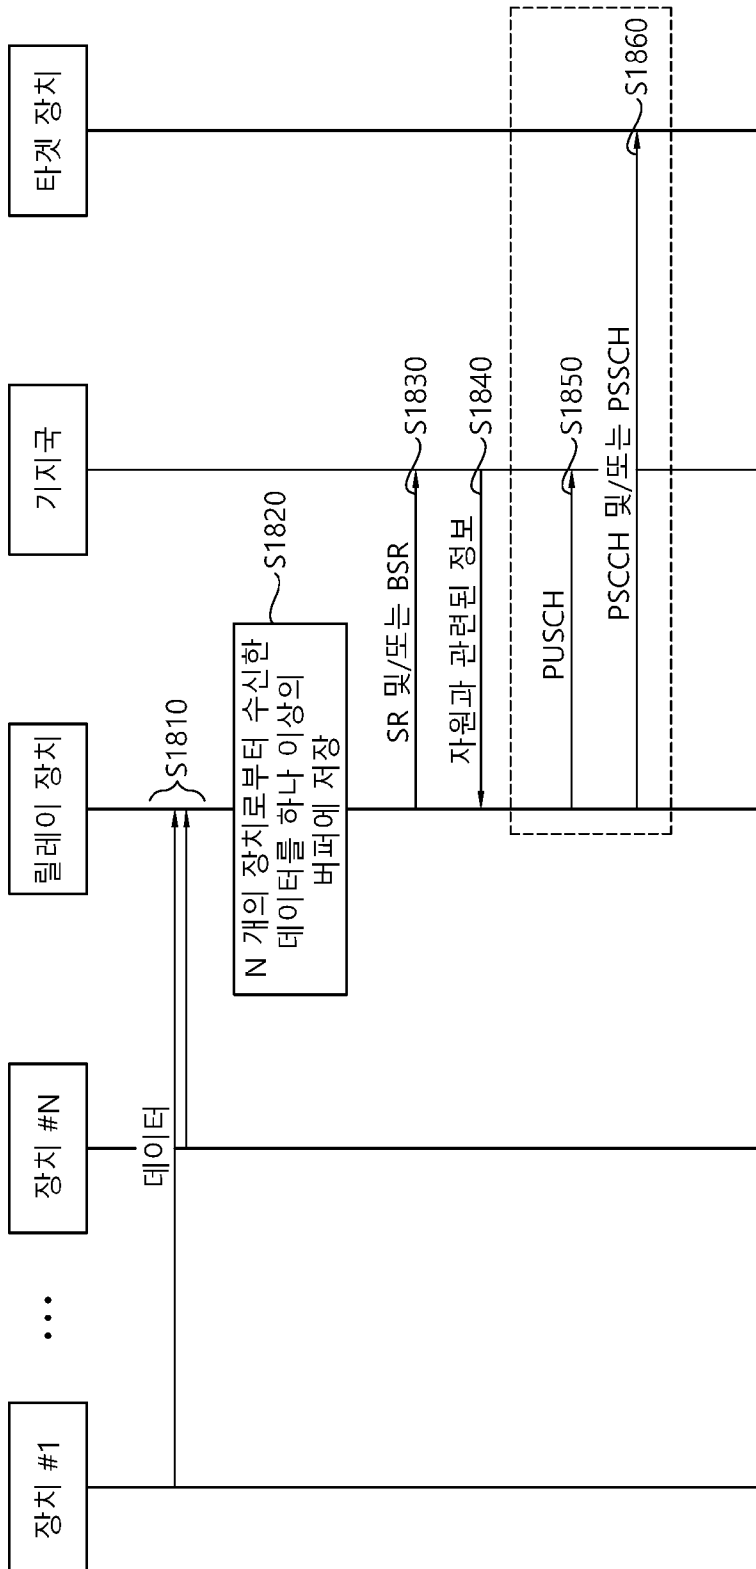 장치 #1
...
장치 #N
릴레이 장치
기지국
타겟 장치
데이터
S1810
N 개의 장치로부터 수신한
데이터를 하나 이상의
버퍼에 저장
S1820
SR 및/또는 BSR
S1830
자원과 관련된 정보
S1840
PUSCH
S1850
PSCCH 및/또는 PSSCH
S1860